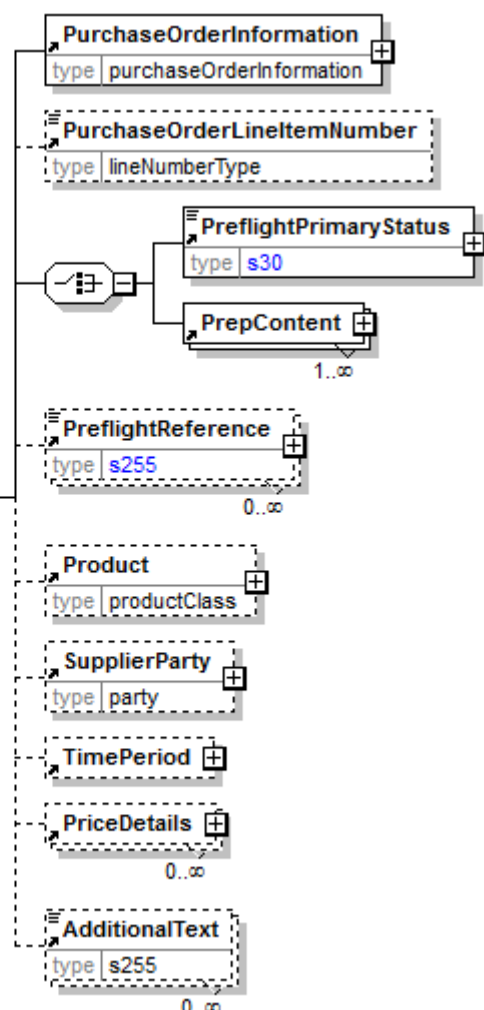 PurchaseOrderInformation
type purchaseOrderInformation
PurchaseOrderLineItemNumber
type lineNumberType
PreflightPrimaryStatus
type s30
PrepContent
1..∞
PreflightReference
type s255
0..∞
Product
type productClass
SupplierParty
type party
TimePeriod
PriceDetails
0..∞
AdditionalText
type s255
0..∞